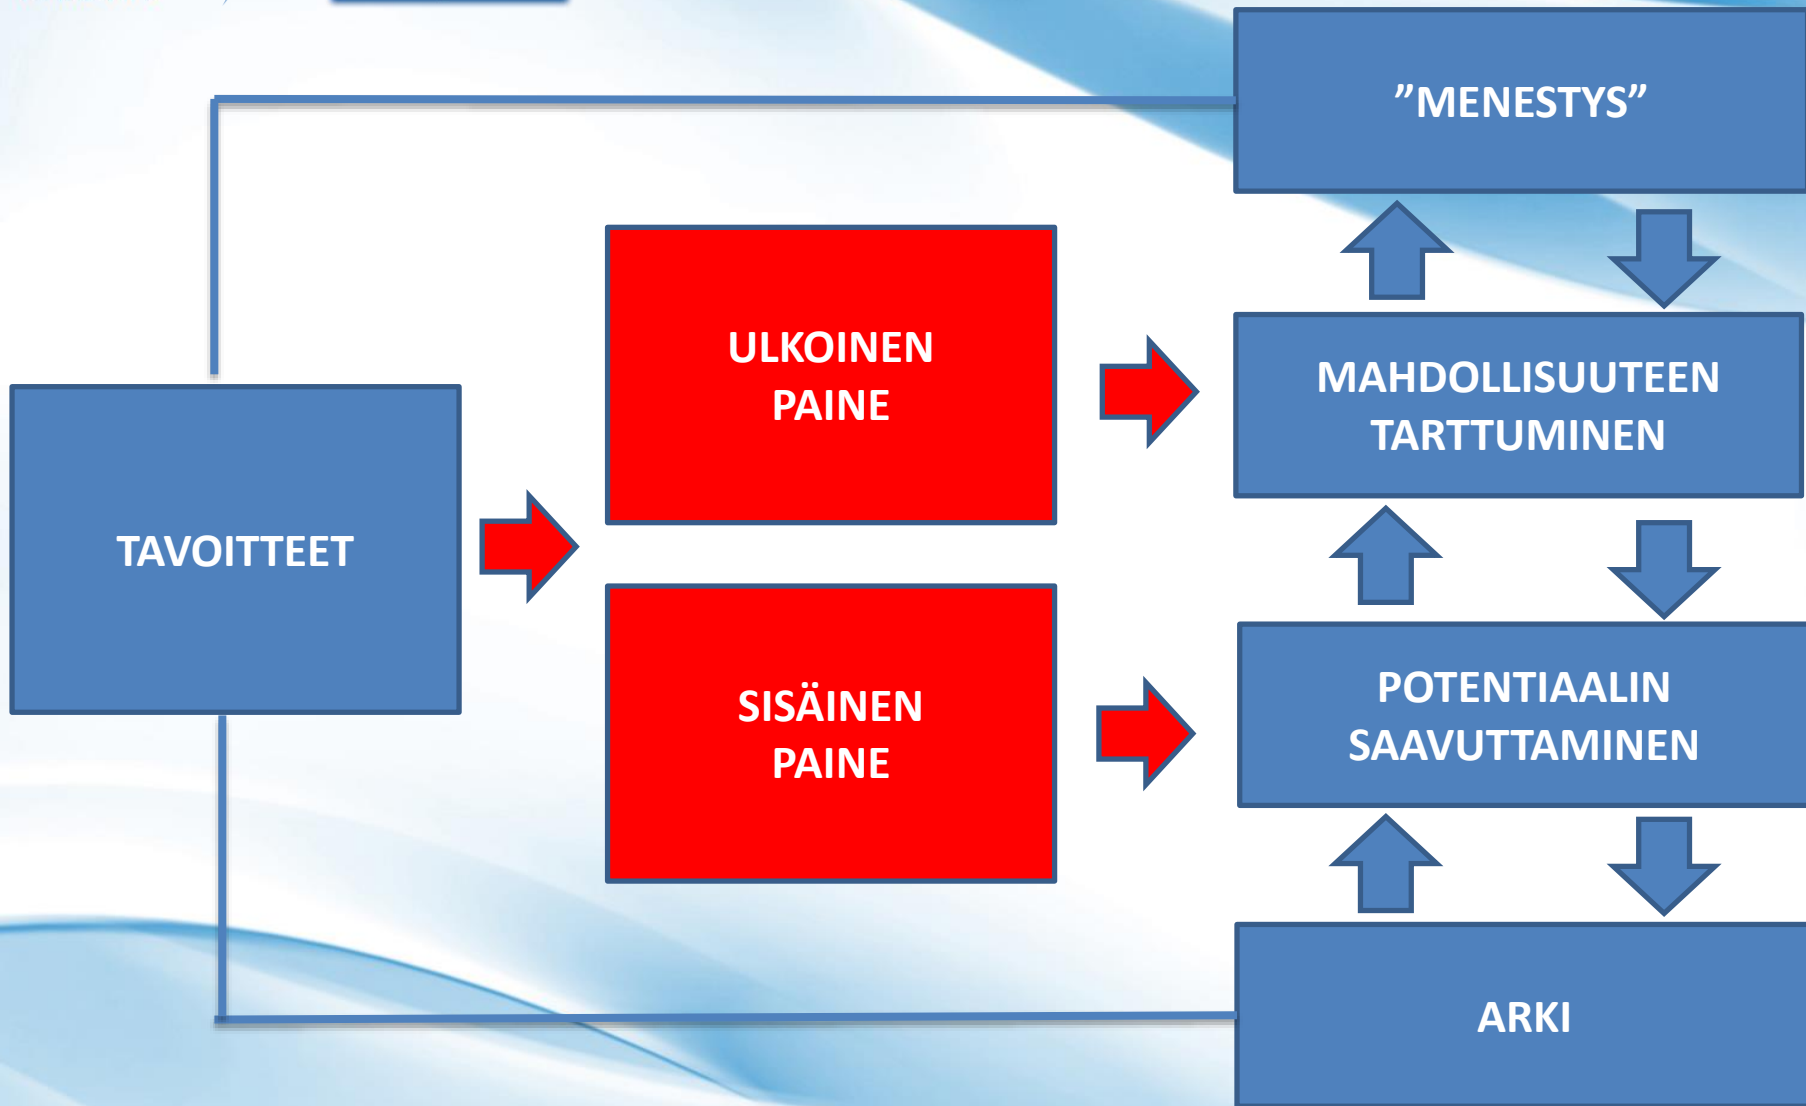 ”MENESTYS”
ULKOINEN
PAINE
MAHDOLLISUUTEEN
TARTTUMINEN
TAVOITTEET
SISÄINEN
PAINE
POTENTIAALIN
SAAVUTTAMINEN
ARKI